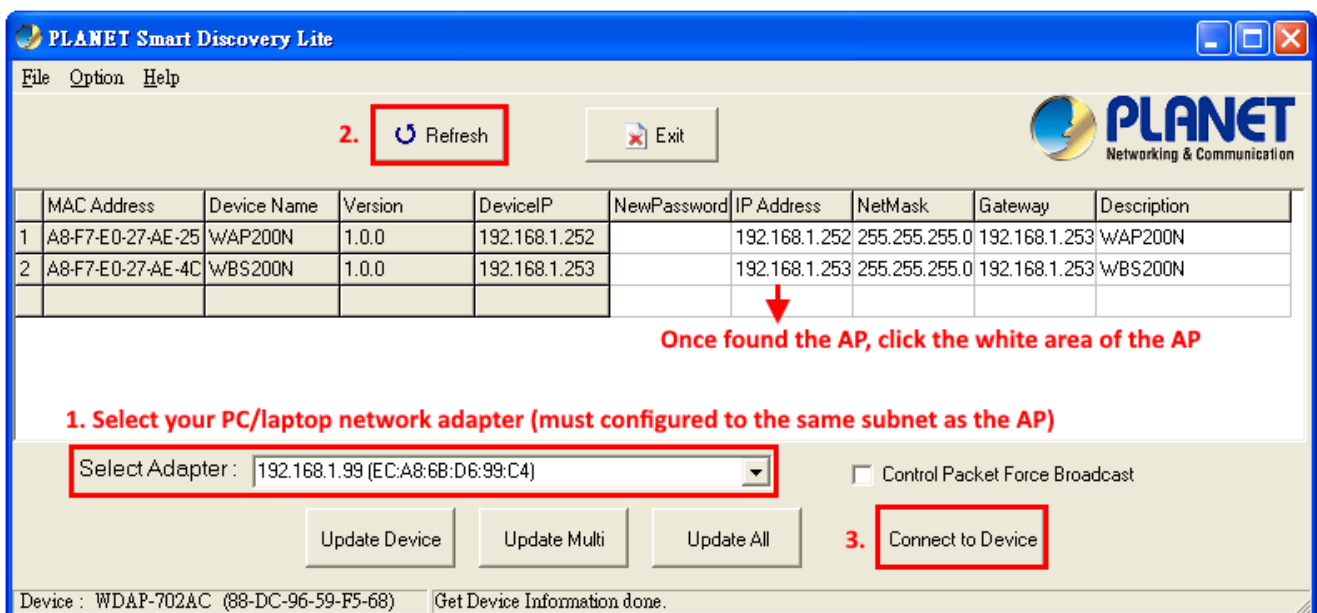 PLANET Smart Discovery Lite
File Option Help
2. Refresh Exit
PLANET
Networking & Communication
MAC Address Device Name Version DeviceIP NewPassword IP Address NetMask Gateway Description
1 A8-F7-E0-27-AE-25 WAP200N 1.0.0 192.168.1.252 192.168.1.252 255.255.255.0 192.168.1.253 WAP200N
2 A8-F7-E0-27-AE-4C WBS200N 1.0.0 192.168.1.253 192.168.1.253 255.255.255.0 192.168.1.253 WBS200N
Once found the AP, click the white area of the AP
1. Select your PC/laptop network adapter (must configured to the same subnet as the AP)
Select Adapter : 192.168.1.99 (EC:A8:6B:D6:99:C4) Control Packet Force Broadcast
Update Device Update Multi Update All 3. Connect to Device
Device : WDAP-702AC (88-DC-96-59-F5-68) Get Device Information done.